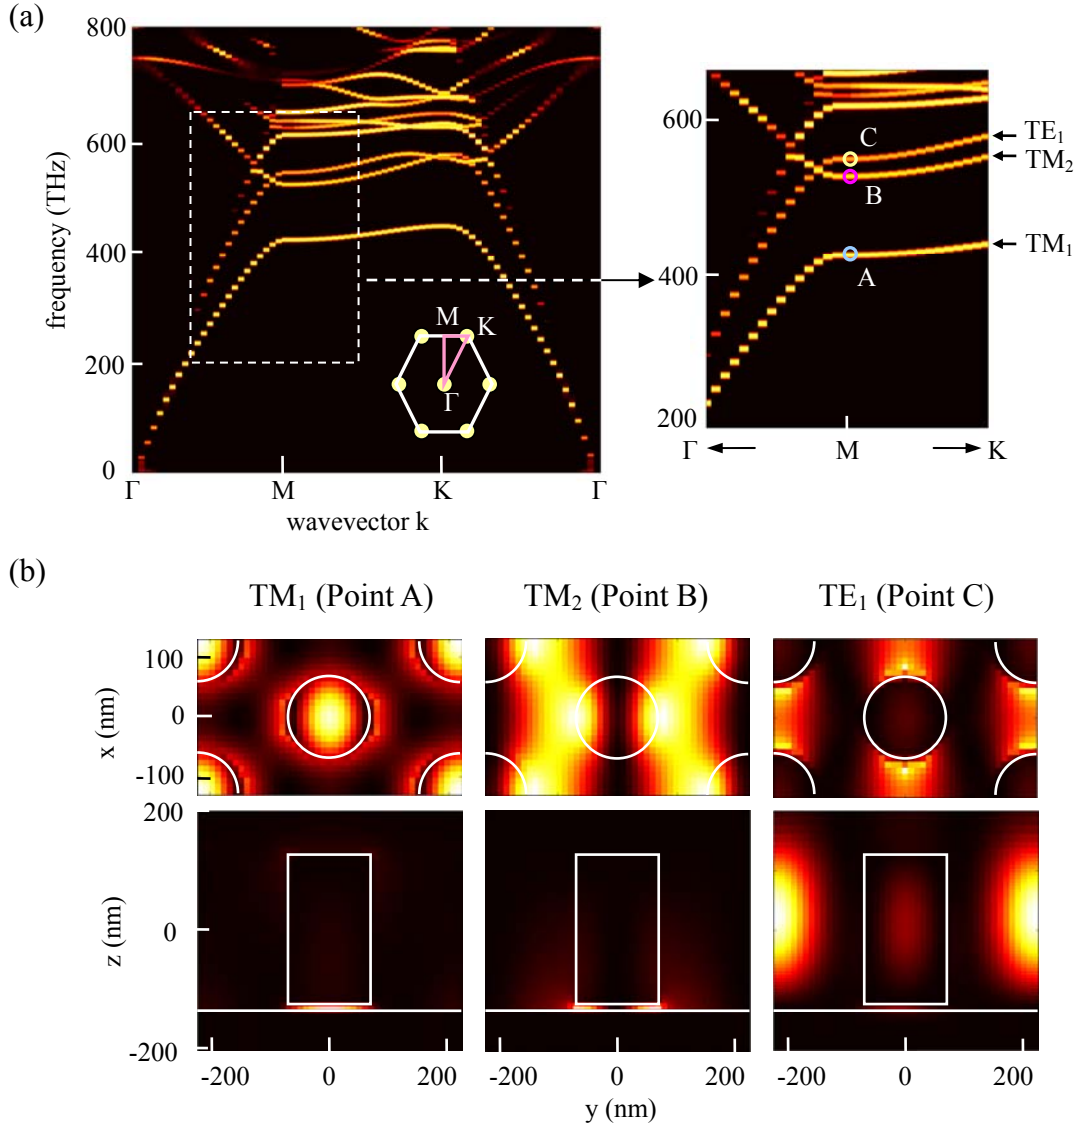 (a)
800
600
400
200
0
frequency (THz)
Γ
M
K
Γ
wavevector k
M
K
Γ
600
400
200
C
B
A
TE₁
TM₂
TM₁
Γ
M
K
(b)
TM₁ (Point A)
TM₂ (Point B)
TE₁ (Point C)
100
0
-100
x (nm)
200
0
-200
z (nm)
-200
0
200
-200
0
200
-200
0
200
y (nm)